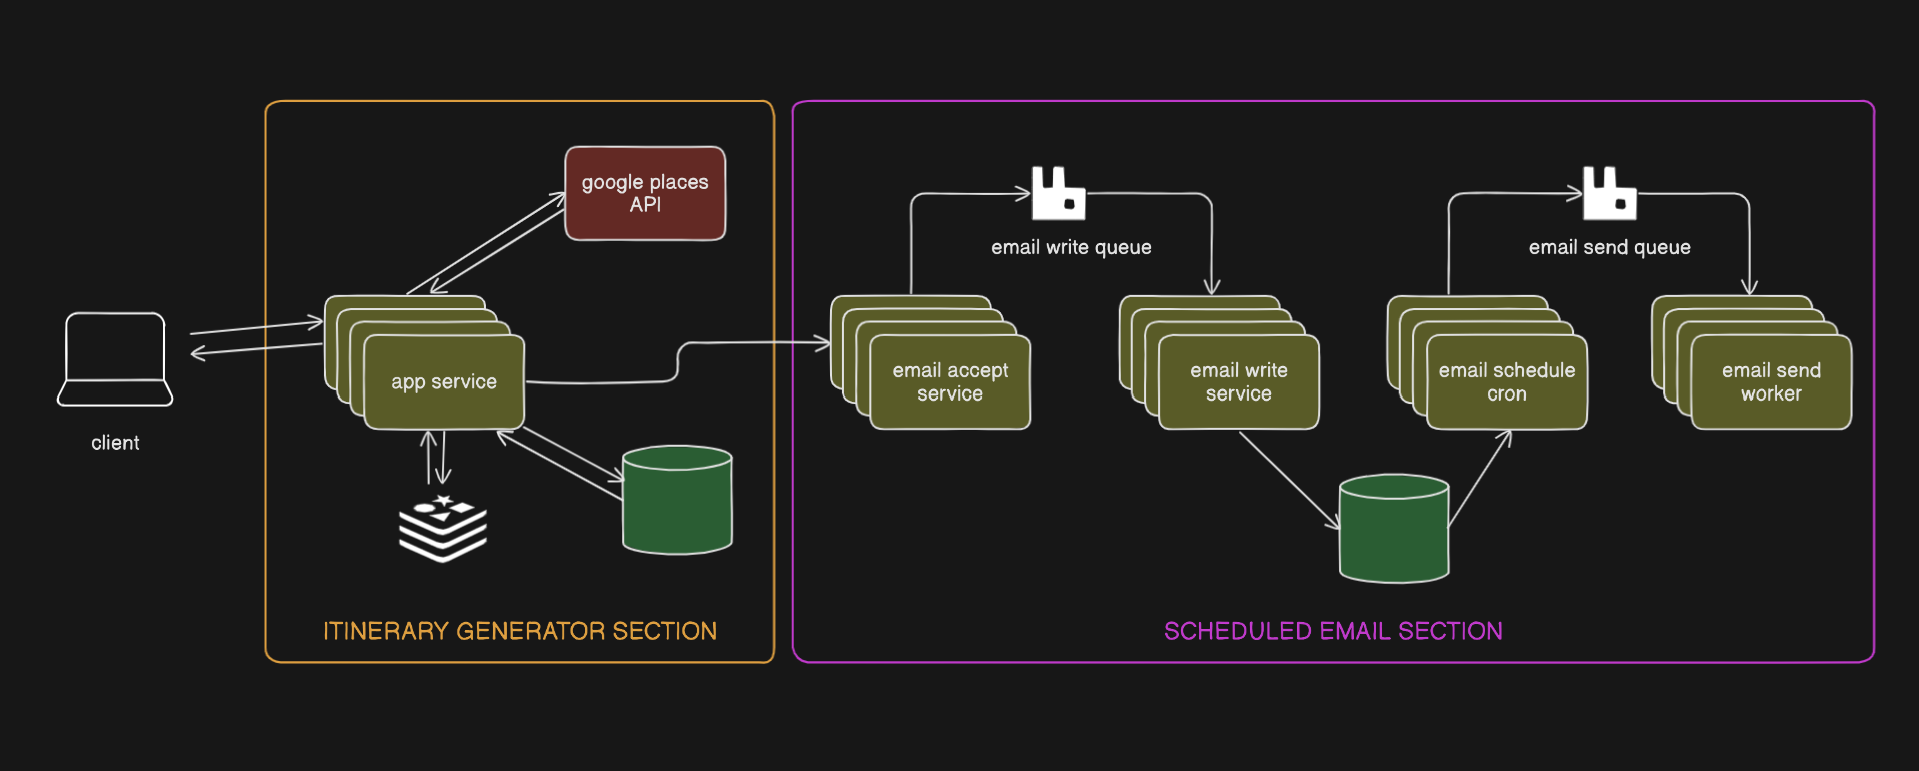 google places
API
email write queue
email send queue
app service
email accept
service
email write
service
email schedule
cron
email send
worker
client
ITINERARY GENERATOR SECTION
SCHEDULED EMAIL SECTION